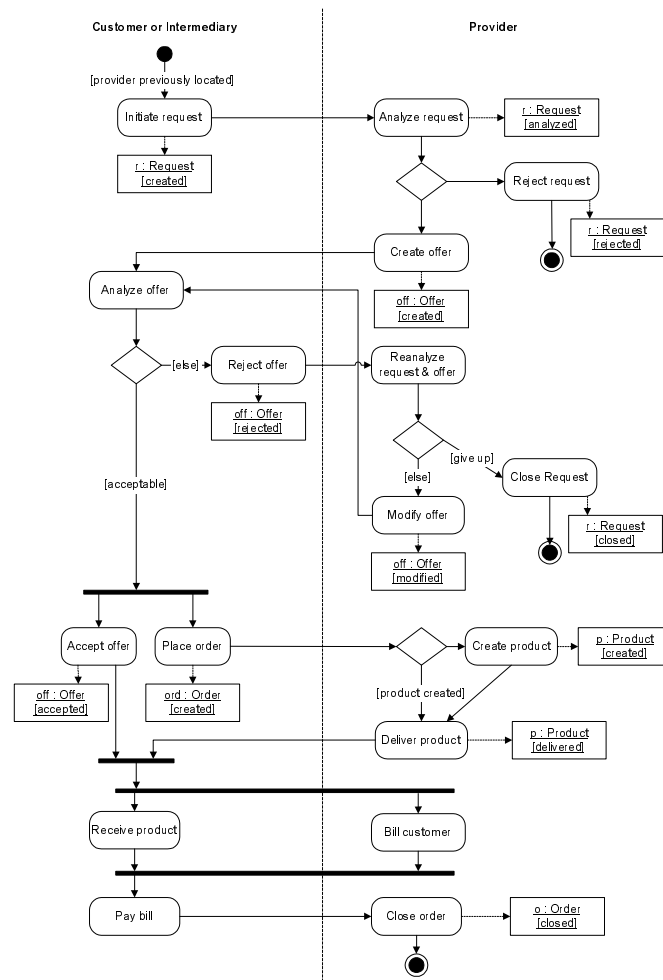 Customer or Intermediary
Provider
[provider previously located]
Initiate request
Analyze request
r : Request
[analyzed]
r : Request
[created]
Reject request
r : Request
[rejected]
Create offer
Analyze offer
off : Offer
[created]
[else]
Reject offer
Reanalyze
request & offer
off : Offer
[rejected]
[give up]
[else]
Close Request
[acceptable]
Modify offer
r : Request
[closed]
off : Offer
[modified]
Accept offer
Place order
Create product
p : Product
[created]
off : Offer
[accepted]
ord : Order
[created]
[product created]
Deliver product
p : Product
[delivered]
Receive product
Bill customer
Pay bill
Close order
o : Order
[closed]